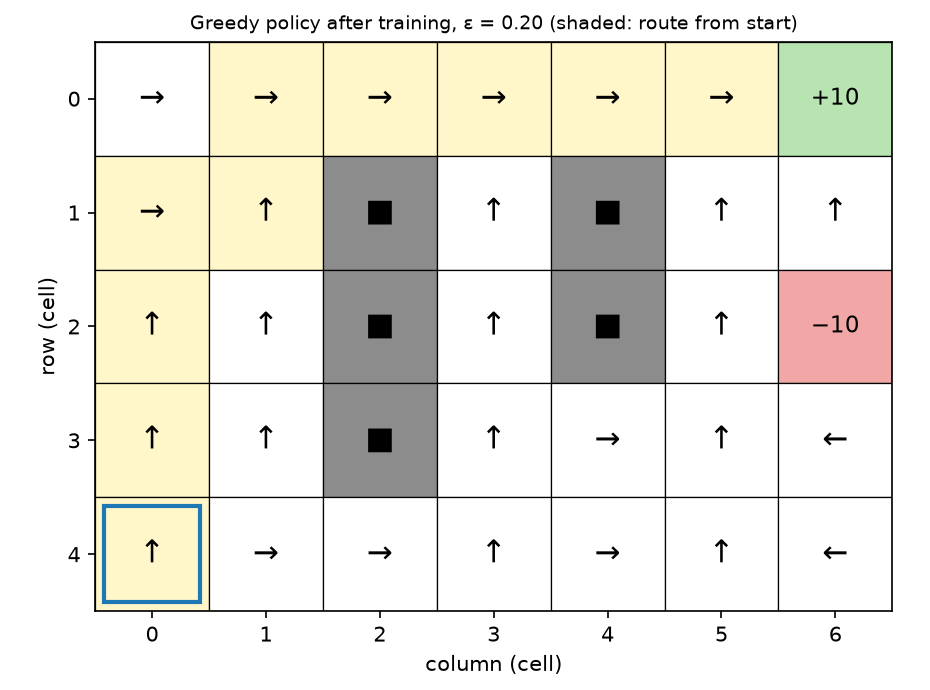 Greedy policy after training, ε = 0.20 (shaded: route from start)
0 → → → → → → +10
1 → ↑ ■ ↑ ■ ↑ ↑
2 ↑ ↑ ■ ↑ ■ ↑ −10
row (cell)
3 ↑ ↑ ■ ↑ → ↑ ←
4 ↑ → → ↑ → ↑ ←
0 1 2 3 4 5 6
column (cell)